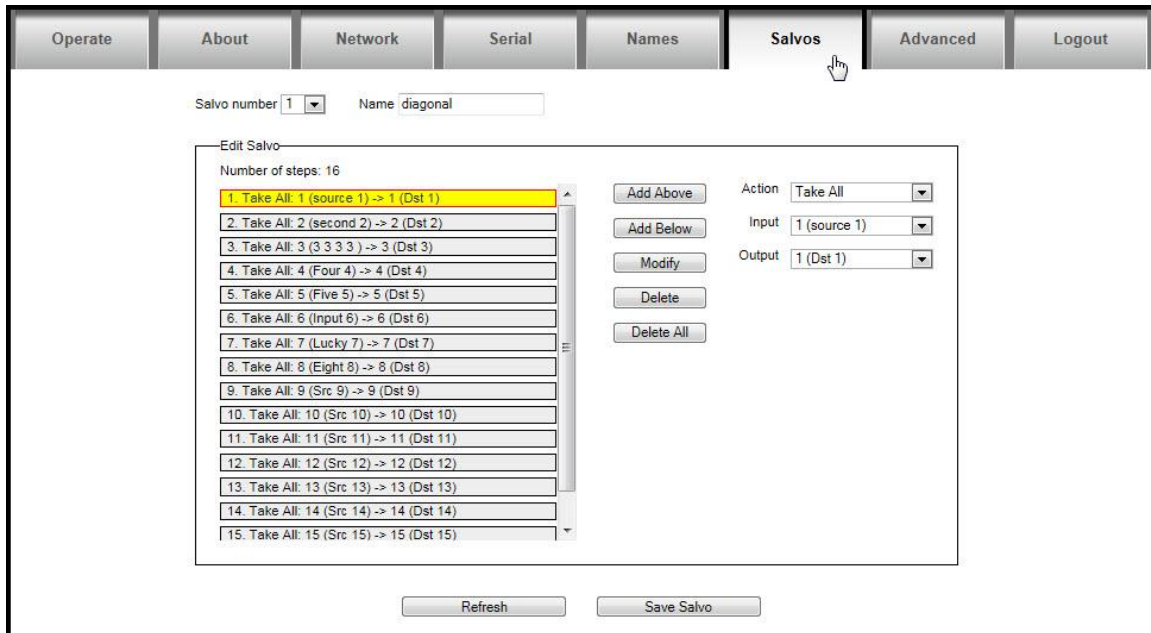 Operate About Network Serial Names Salvos Advanced Logout
Salvo number 1 Name diagonal
Edit Salvo
Number of steps: 16
1. Take All: 1 (source 1) -> 1 (Dst 1)
2. Take All: 2 (second 2) -> 2 (Dst 2)
3. Take All: 3 (3 3 3 3 ) -> 3 (Dst 3)
4. Take All: 4 (Four 4) -> 4 (Dst 4)
5. Take All: 5 (Five 5) -> 5 (Dst 5)
6. Take All: 6 (Input 6) -> 6 (Dst 6)
7. Take All: 7 (Lucky 7) -> 7 (Dst 7)
8. Take All: 8 (Eight 8) -> 8 (Dst 8)
9. Take All: 9 (Src 9) -> 9 (Dst 9)
10. Take All: 10 (Src 10) -> 10 (Dst 10)
11. Take All: 11 (Src 11) -> 11 (Dst 11)
12. Take All: 12 (Src 12) -> 12 (Dst 12)
13. Take All: 13 (Src 13) -> 13 (Dst 13)
14. Take All: 14 (Src 14) -> 14 (Dst 14)
15. Take All: 15 (Src 15) -> 15 (Dst 15)
Add Above
Add Below
Modify
Delete
Delete All
Action Take All
Input 1 (source 1)
Output 1 (Dst 1)
Refresh Save Salvo